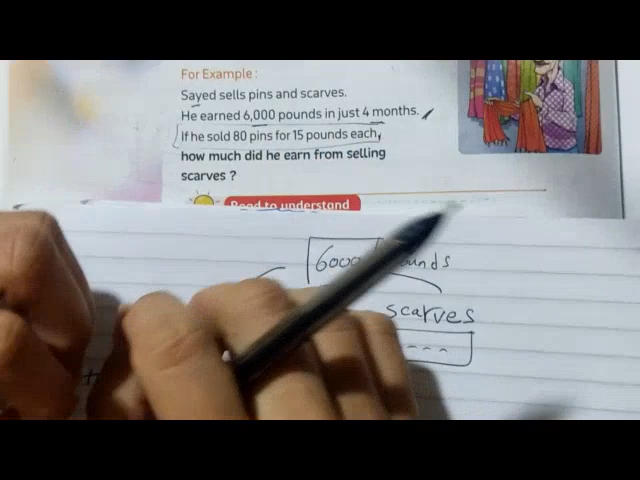 For Example :
Sayed sells pins and scarves.
He earned 6,000 pounds in just 4 months.
If he sold 80 pins for 15 pounds each,
how much did he earn from selling
scarves ?
Read to understand
6000
scarves